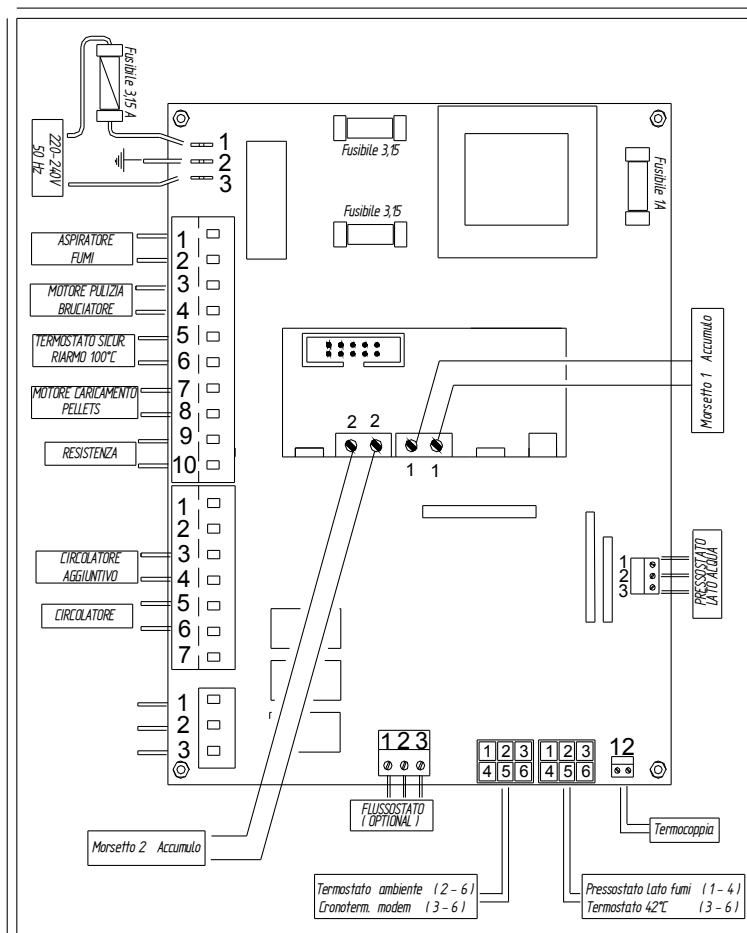 Fusibile 3,15 A
220-240V
50 Hz
1
2
3
Fusibile 3,15
Fusibile 3,15
Fusibile 1A
ASPIRATORE
FUMI
1
2
MOTORE PULIZIA
BRUCIATORE
3
4
TERMOSTATO SICUR.
RIARMO 100°C
5
6
MOTORE CARICAMENTO
PELLETS
7
8
RESISTENZA
9
10
Morsetto 1 Accumulo
2 2
1 1
1
2
3
CIRCOLATORE
AGGIUNTIVO
4
CIRCOLATORE
5
6
7
1
2
3
PRESSOSTATO
LATO ACQUA
1
2
3
1 2 3
FLUSSOSTATO
( OPTIONAL )
1 2 3
4 5 6
1 2 3
4 5 6
12
Termocoppia
Morsetto 2 Accumulo
Termostato ambiente (2-6)
Cronoterm. modem (3-6)
Pressostato lato fumi (1-4)
Termostato 42°C (3-6)